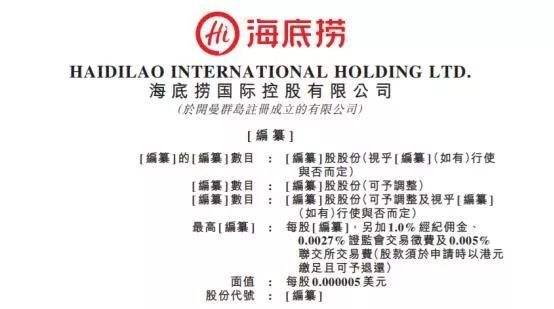 Hi 海底捞
HAIDILAO INTERNATIONAL HOLDING LTD.
海底捞国际控股有限公司
(於開曼群島註冊成立的有限公司)
[編纂]
[編纂]的[編纂]數目 : [編纂]股股份(視乎[編纂](如有)行使
與否而定)
[編纂]數目 : [編纂]股股份(可予調整)
[編纂]數目 : [編纂]股股份(可予調整及視乎[編纂]
(如有)行使與否而定)
最高[編纂] : 每股[編纂],另加1.0%經紀佣金、
0.0027%證監會交易徵費及0.005%
聯交所交易費(股款須於申請時以港元
繳足且可予退還)
面值 : 每股0.000005美元
股份代號 : [編纂]